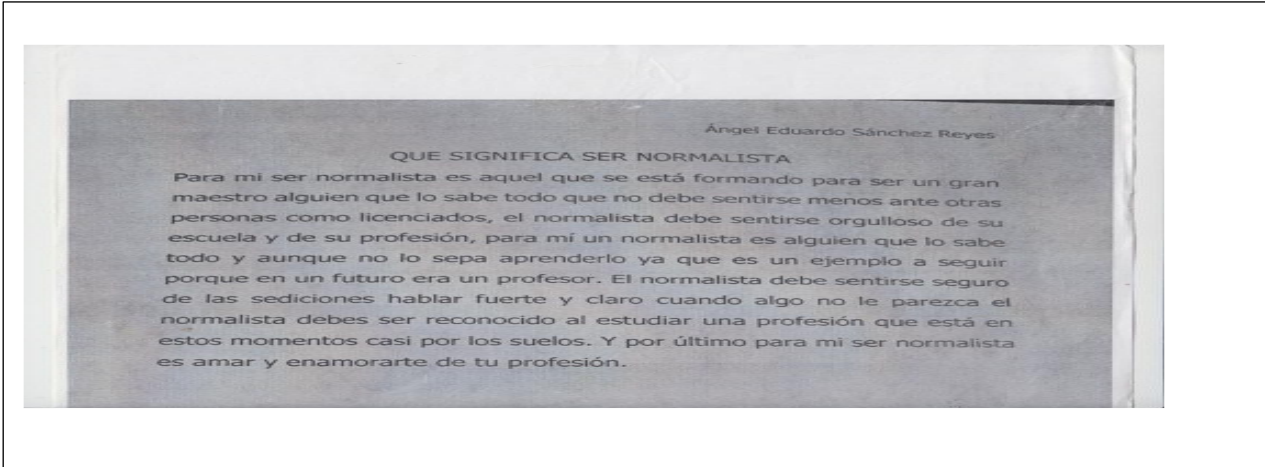 Ángel Eduardo Sánchez Reyes
QUE SIGNIFICA SER NORMALISTA
Para mi ser normalista es aquel que se está formando para ser un gran
maestro alguien que lo sabe todo que no debe sentirse menos ante otras
personas como licenciados, el normalista debe sentirse orgulloso de su
escuela y de su profesión, para mí un normalista es alguien que lo sabe
todo y aunque no lo sepa aprenderlo ya que es un ejemplo a seguir
porque en un futuro era un profesor. El normalista debe sentirse seguro
de las sediciones hablar fuerte y claro cuando algo no le parezca el
normalista debes ser reconocido al estudiar una profesión que está en
estos momentos casi por los suelos. Y por último para mi ser normalista
es amar y enamorarte de tu profesión.